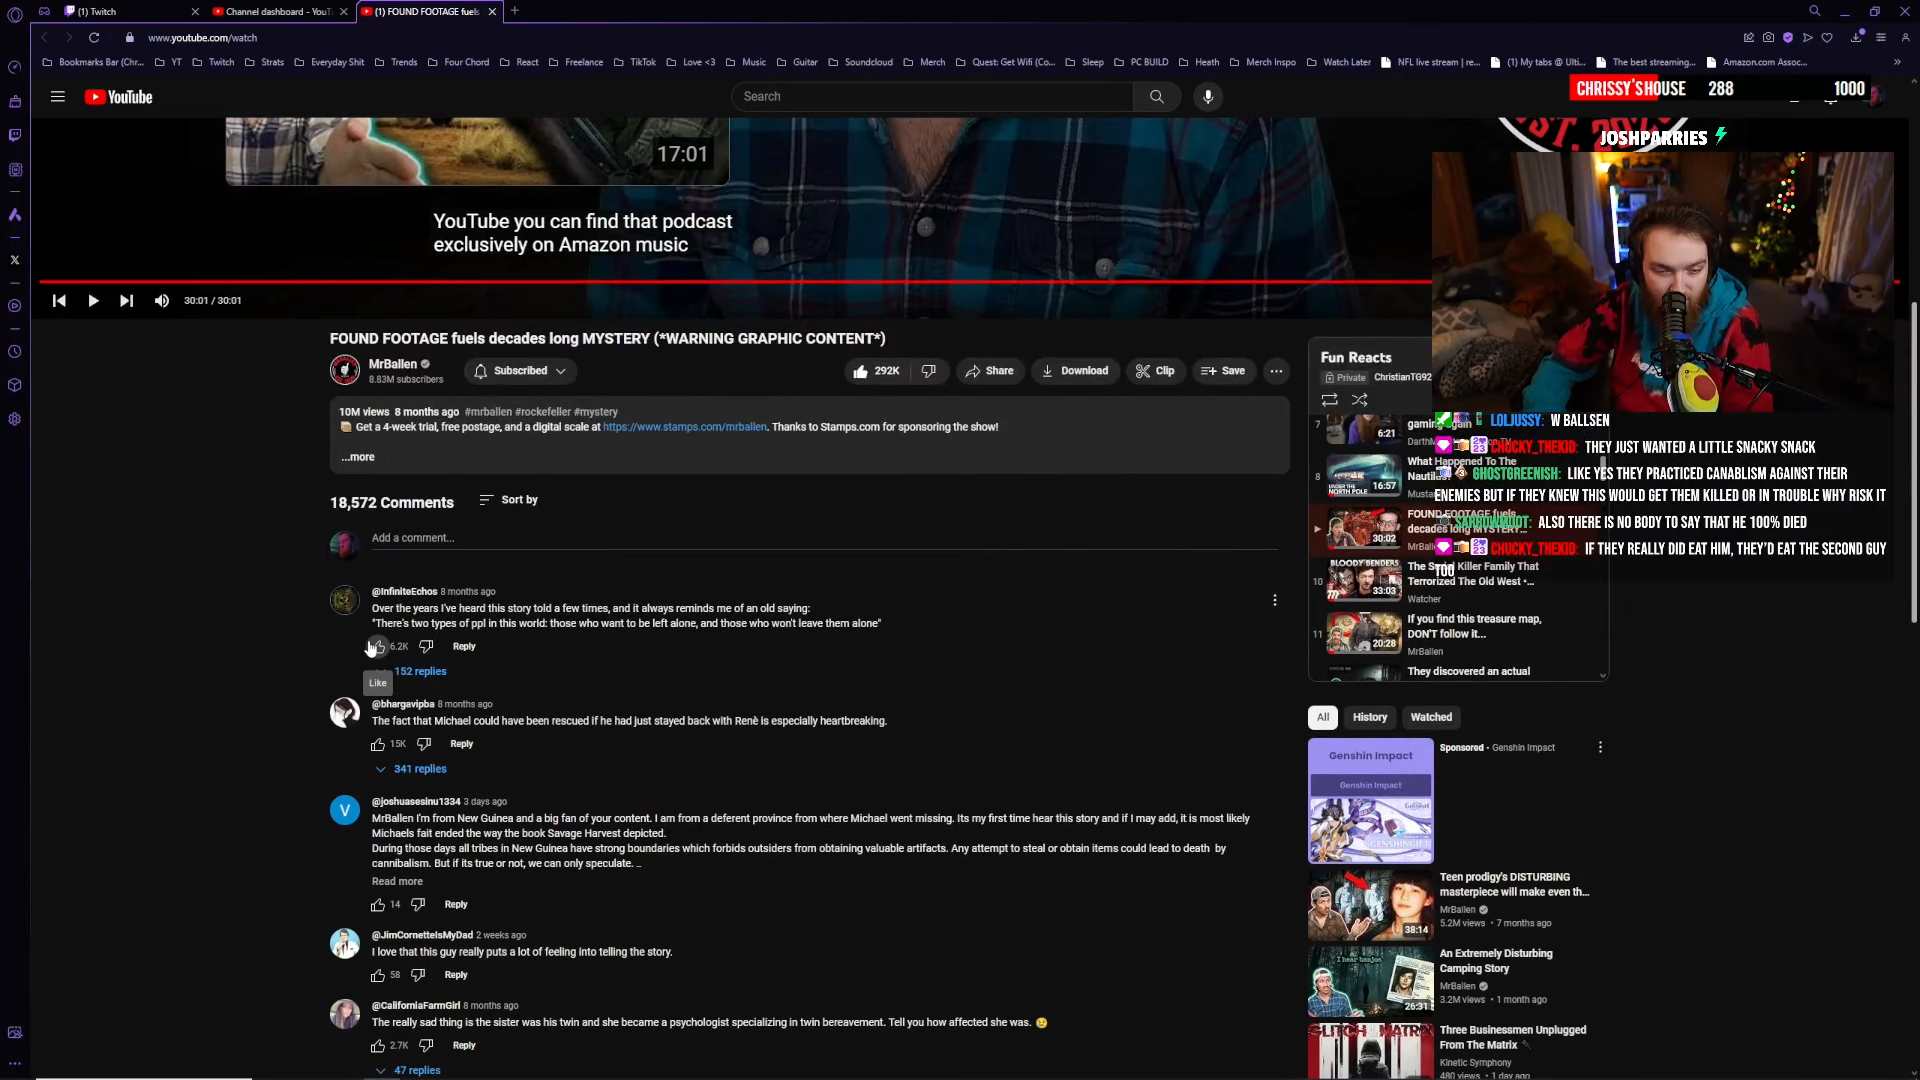 (1) Twitch
Channel dashboard - YouTu
(1) FOUND FOOTAGE fuels
www.youtube.com/watch
Bookmarks Bar (Chr...
YT
Twitch
Strats
Everyday Shit
Trends
Four Chord
React
Freelance
TikTok
Love <3
Music
Guitar
Soundcloud
Merch
Quest: Get Wifi (Co...
Sleep
PC BUILD
Heath
Merch Inspo
Watch Later
NFL live stream | re...
(1) My tabs @ Ulti...
The best streaming...
Amazon.com Assoc...
YouTube
Search
CHRISSY'S HOUSE 288 1000
EST. 20
JOSHPARRIES
17:01
YouTube you can find that podcast
exclusively on Amazon music
30:01 / 30:01
FOUND FOOTAGE fuels decades long MYSTERY (*WARNING GRAPHIC CONTENT*)
MrBallen
8.83M subscribers
Subscribed
292K
Share
Download
Clip
Save
10M views 8 months ago #mrballen #rockefeller #mystery
Get a 4-week trial, free postage, and a digital scale at https://www.stamps.com/mrballen. Thanks to Stamps.com for sponsoring the show!
...more
18,572 Comments
Sort by
Add a comment...
@InfiniteEchos 8 months ago
Over the years I've heard this story told a few times, and it always reminds me of an old saying:
"There's two types of ppl in this world: those who want to be left alone, and those who won't leave them alone"
6.2K
Reply
152 replies
Like
@bhargavipba 8 months ago
The fact that Michael could have been rescued if he had just stayed back with Renè is especially heartbreaking.
15K
Reply
341 replies
V
@joshuasesinu1334 3 days ago
MrBallen I'm from New Guinea and a big fan of your content. I am from a deferent province from where Michael went missing. Its my first time hear this story and if I may add, it is most likely
Michaels fait ended the way the book Savage Harvest depicted.
During those days all tribes in New Guinea have strong boundaries which forbids outsiders from obtaining valuable artifacts. Any attempt to steal or obtain items could lead to death by
cannibalism. But if its true or not, we can only speculate. ..
Read more
14
Reply
@JimCornetteIsMyDad 2 weeks ago
I love that this guy really puts a lot of feeling into telling the story.
58
Reply
@CaliforniaFarmGirl 8 months ago
The really sad thing is the sister was his twin and she became a psychologist specializing in twin bereavement. Tell you how affected she was. 😢
2.7K
Reply
47 replies
Fun Reacts
Private ChristianTG92
7
gaming again
6:21
DarthM
8
What Happened To The
Nautil
16:57
UNDER THE
NORTH POLE
Musta
FOUND FOOTAGE fuels
decades long MYSTERY...
30:02
MrBall
10
BLOODY BENDERS
The Serial Killer Family That
Terrorized The Old West •...
33:03
Watcher
11
If you find this treasure map,
DON'T follow it...
20:28
MrBallen
They discovered an actual
LOLJUSSY: W BALLSEN
CHUCKY_THEKID: THEY JUST WANTED A LITTLE SNACKY SNACK
GHOSTGREENISH: LIKE YES THEY PRACTICED CANABLISM AGAINST THEIR
ENEMIES BUT IF THEY KNEW THIS WOULD GET THEM KILLED OR IN TROUBLE WHY RISK IT
ALSO THERE IS NO BODY TO SAY THAT HE 100% DIED
CHUCKY_THEKID: IF THEY REALLY DID EAT HIM, THEY'D EAT THE SECOND GUY
TOO
All
History
Watched
Genshin Impact
Genshin Impact
Sponsored • Genshin Impact
Teen prodigy's DISTURBING
masterpiece will make even th...
MrBallen
5.2M views • 7 months ago
38:14
I hear banjos
An Extremely Disturbing
Camping Story
MrBallen
3.2M views • 1 month ago
26:31
GLITCH MATRIX
Three Businessmen Unplugged
From The Matrix
Kinetic Symphony
480 views • 1 day ago